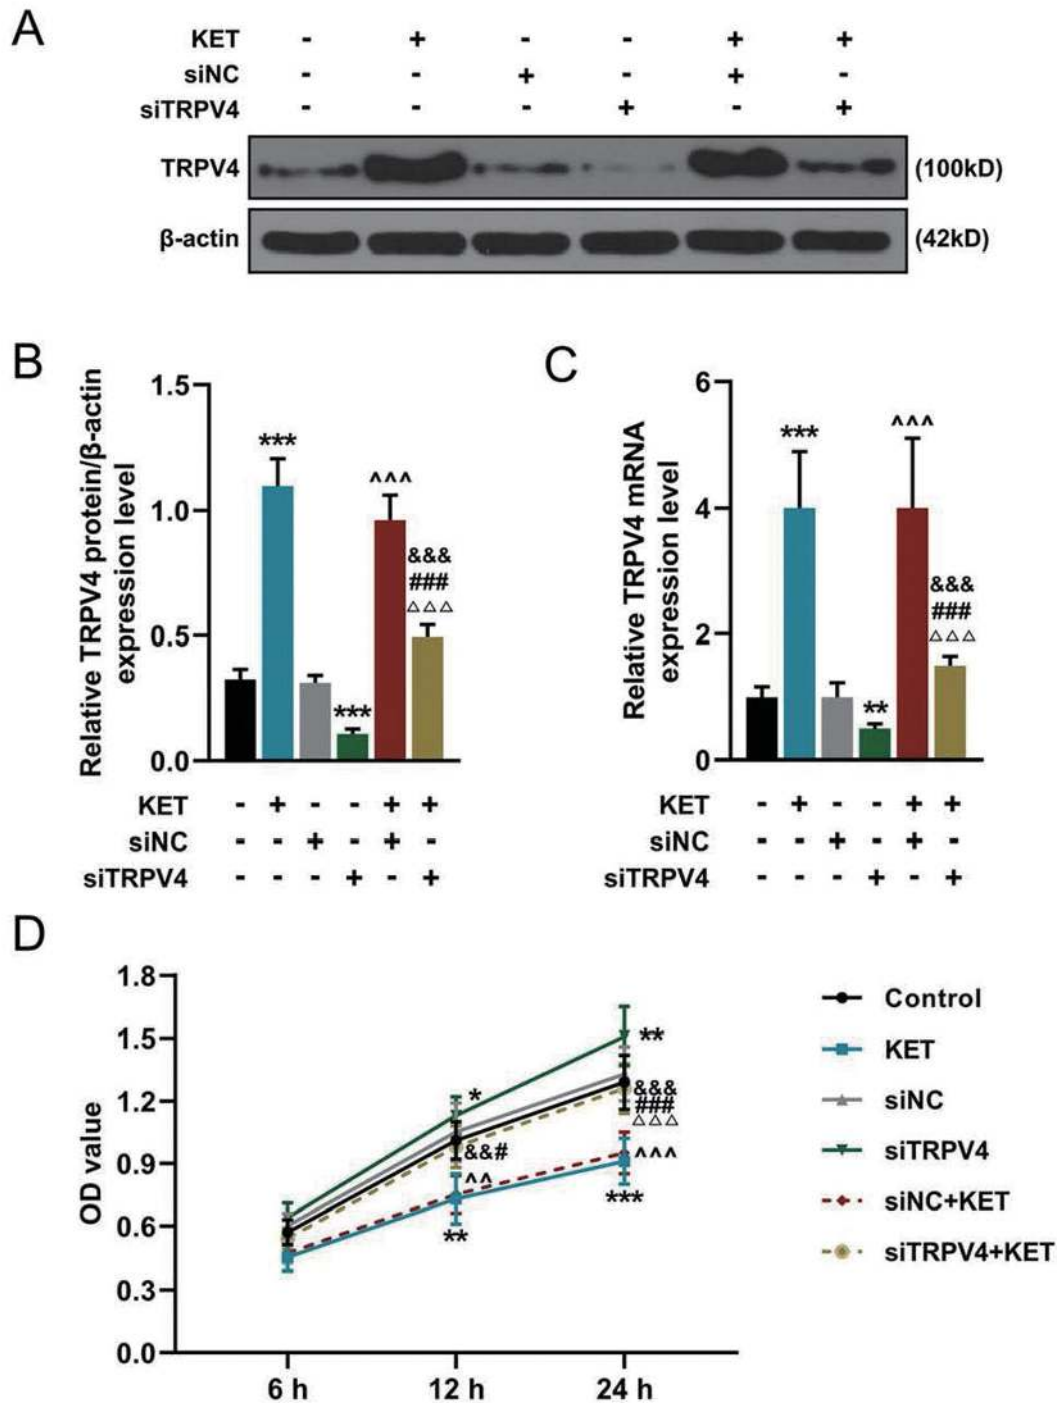 A
KET - + - - + +
siNC - - + - + -
siTRPV4 - - - + - +
TRPV4 (100kD)
β-actin (42kD)
B
Relative TRPV4 protein/β-actin
expression level
1.5
1.0
0.5
0.0
***
***
^^^
&&&
###
△△△
KET - + - - + +
siNC - - + - + -
siTRPV4 - - - + - +
C
Relative TRPV4 mRNA
expression level
6
4
2
0
***
**
^^^
&&&
###
△△△
KET - + - - + +
siNC - - + - + -
siTRPV4 - - - + - +
D
OD value
1.8
1.5
1.2
0.9
0.6
0.3
0.0
*
&&#
^^
**
**
&&&
###
△△△
^^^
***
6 h 12 h 24 h
Control
KET
siNC
siTRPV4
siNC+KET
siTRPV4+KET